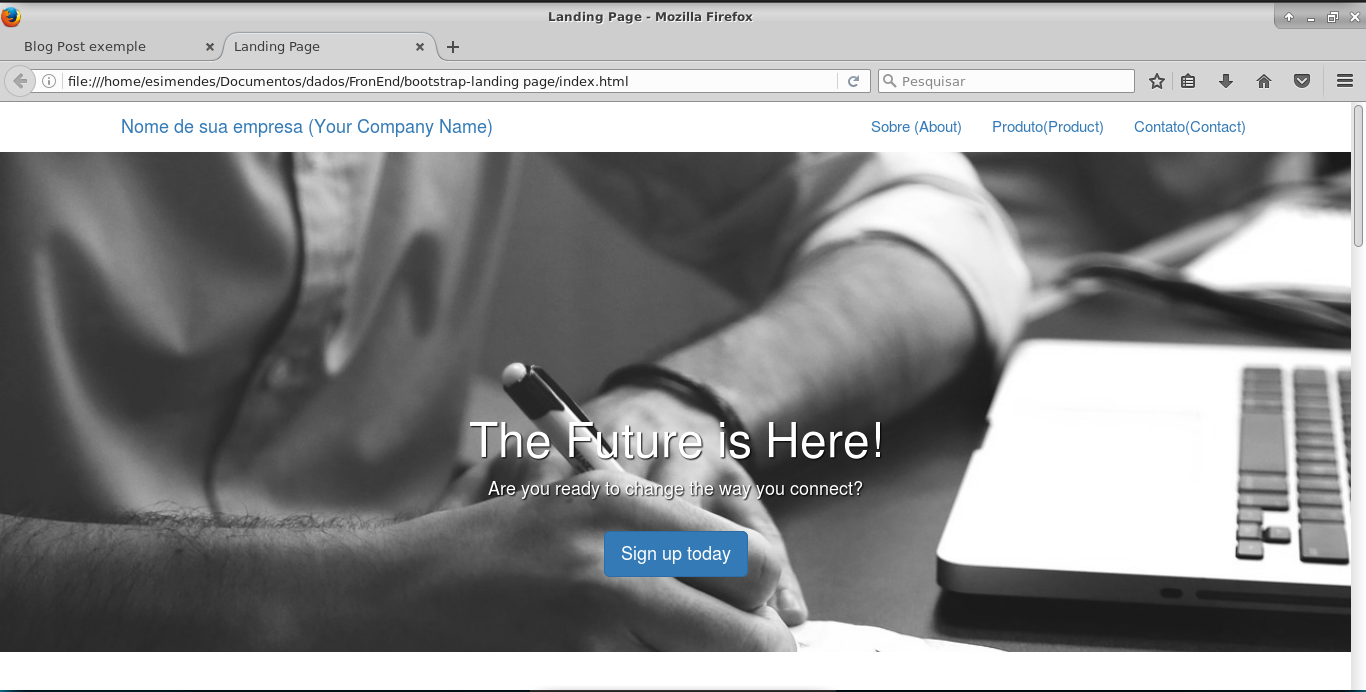 Landing Page - Mozilla Firefox
Blog Post exemple
Landing Page
file:///home/esimendes/Documentos/dados/FronEnd/bootstrap-landing page/index.html
Pesquisar
Nome de sua empresa (Your Company Name)
Sobre (About) Produto(Product) Contato(Contact)
The Future is Here!
Are you ready to change the way you connect?
Sign up today